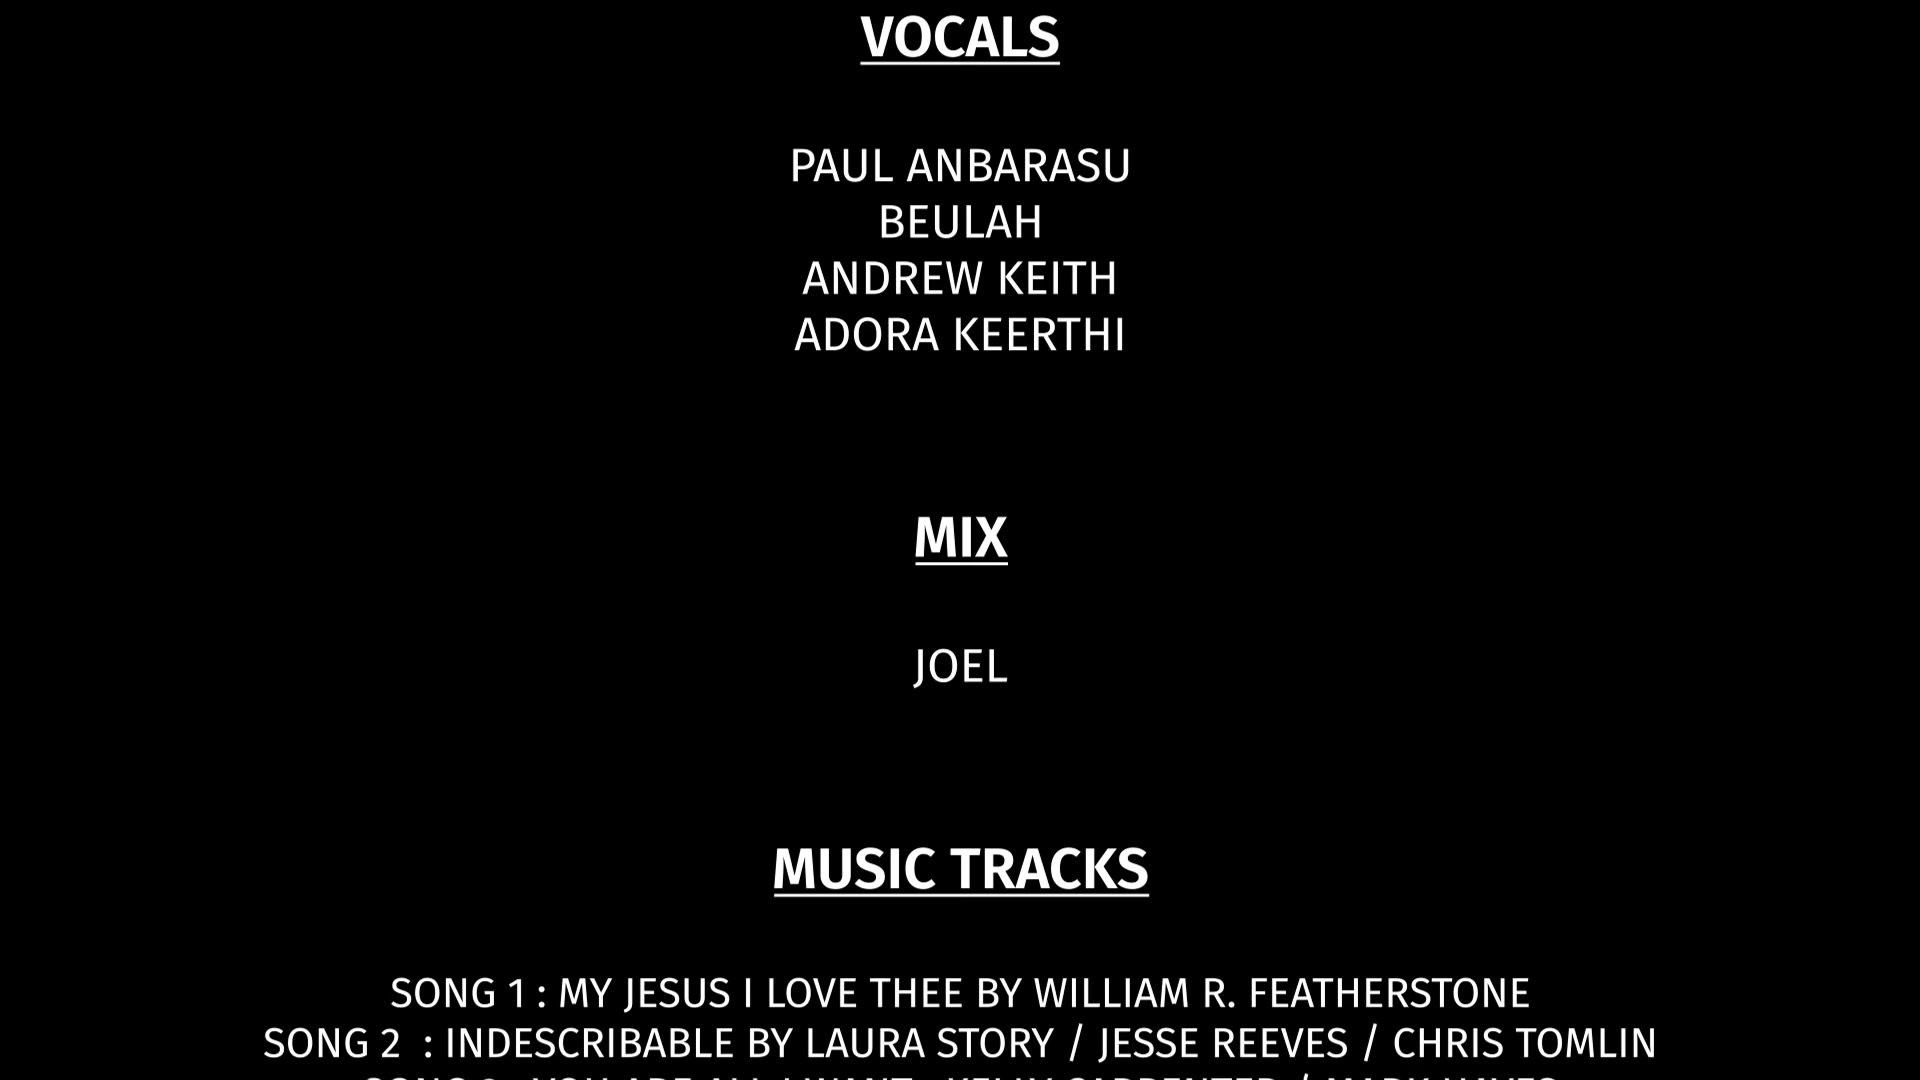 VOCALS
PAUL ANBARASU
BEULAH
ANDREW KEITH
ADORA KEERTHI
MIX
JOEL
MUSIC TRACKS
SONG 1 : MY JESUS I LOVE THEE BY WILLIAM R. FEATHERSTONE
SONG 2  : INDESCRIBABLE BY LAURA STORY / JESSE REEVES / CHRIS TOMLIN